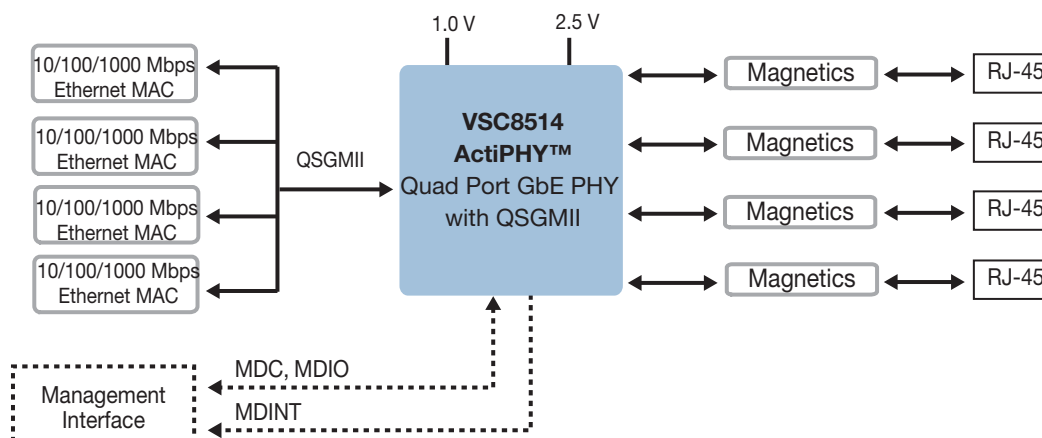 1.0 V
2.5 V
10/100/1000 Mbps
Ethernet MAC
10/100/1000 Mbps
Ethernet MAC
10/100/1000 Mbps
Ethernet MAC
10/100/1000 Mbps
Ethernet MAC
QSGMII
VSC8514
ActiPHY™
Quad Port GbE PHY
with QSGMII
Magnetics
RJ-45
Magnetics
RJ-45
Magnetics
RJ-45
Magnetics
RJ-45
MDC, MDIO
MDINT
Management
Interface